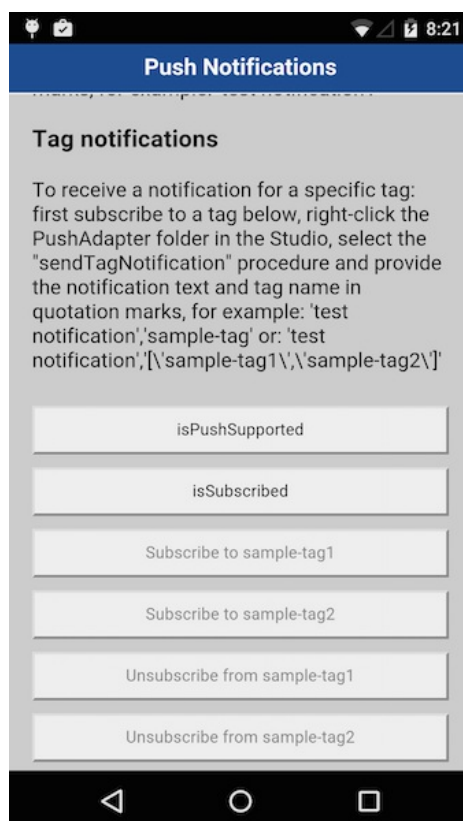 8:21
Push Notifications
Tag notifications
To receive a notification for a specific tag:
first subscribe to a tag below, right-click the
PushAdapter folder in the Studio, select the
"sendTagNotification" procedure and provide
the notification text and tag name in
quotation marks, for example: 'test
notification','sample-tag' or: 'test
notification','[\'sample-tag1\',\'sample-tag2\']'
isPushSupported
isSubscribed
Subscribe to sample-tag1
Subscribe to sample-tag2
Unsubscribe from sample-tag1
Unsubscribe from sample-tag2